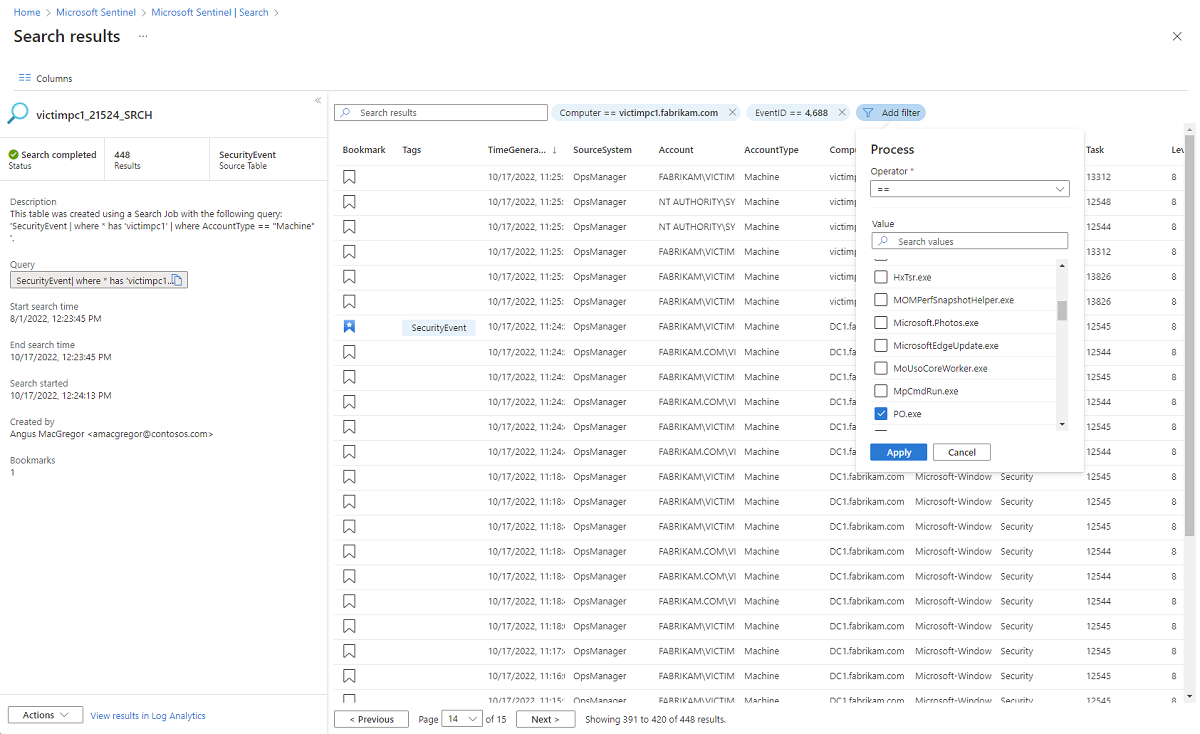 Home > Microsoft Sentinel > Microsoft Sentinel | Search >
Search results ...
Columns
victimpc1_21524_SRCH
Search completed
Status
448
Results
SecurityEvent
Source Table
Description
This table was created using a Search Job with the following query:
'SecurityEvent | where * has 'victimpc1' | where AccountType == "Machine"
'.
Query
SecurityEvent| where * has 'victimpc1...
Start search time
8/1/2022, 12:23:45 PM
End search time
10/17/2022, 12:23:45 PM
Search started
10/17/2022, 12:24:13 PM
Created by
Angus MacGregor <amacgregor@contosos.com>
Bookmarks
1
Actions
View results in Log Analytics
Search results
Computer == victimpc1.fabrikam.com
EventID == 4,688
Add filter
Bookmark Tags TimeGenera... ↓ SourceSystem Account AccountType Compu Task Lev
10/17/2022, 11:25: OpsManager FABRIKAM\VICTIM Machine victimp 13312 8
10/17/2022, 11:25: OpsManager NT AUTHORITY\SY Machine victimp 12548 8
10/17/2022, 11:25: OpsManager NT AUTHORITY\SY Machine victimp 12544 8
10/17/2022, 11:25: OpsManager FABRIKAM\VICTIM Machine victimp 13312 8
10/17/2022, 11:25: OpsManager FABRIKAM\VICTIM Machine victimp 13826 8
10/17/2022, 11:25: OpsManager FABRIKAM\VICTIM Machine victimp 13826 8
SecurityEvent 10/17/2022, 11:24: OpsManager FABRIKAM\VICTIM Machine DC1.fa 12545 8
10/17/2022, 11:24: OpsManager FABRIKAM.COM\VI Machine DC1.fa 12544 8
10/17/2022, 11:24: OpsManager FABRIKAM\VICTIM Machine DC1.fa 12545 8
10/17/2022, 11:24: OpsManager FABRIKAM.COM\VI Machine DC1.fa 12544 8
10/17/2022, 11:24: OpsManager FABRIKAM\VICTIM Machine DC1.fa 12545 8
10/17/2022, 11:24: OpsManager FABRIKAM.COM\VI Machine DC1.fa 12544 8
10/17/2022, 11:18: OpsManager FABRIKAM\VICTIM Machine DC1.fabrikam.com Microsoft-Window Security 12545 8
10/17/2022, 11:18: OpsManager FABRIKAM\VICTIM Machine DC1.fabrikam.com Microsoft-Window Security 12545 8
10/17/2022, 11:18: OpsManager FABRIKAM\VICTIM Machine DC1.fabrikam.com Microsoft-Window Security 12545 8
10/17/2022, 11:18: OpsManager FABRIKAM.COM\VI Machine DC1.fabrikam.com Microsoft-Window Security 12544 8
10/17/2022, 11:18: OpsManager FABRIKAM.COM\VI Machine DC1.fabrikam.com Microsoft-Window Security 12544 8
10/17/2022, 11:18: OpsManager FABRIKAM.COM\VI Machine DC1.fabrikam.com Microsoft-Window Security 12544 8
10/17/2022, 11:18: OpsManager FABRIKAM\VICTIM Machine DC1.fabrikam.com Microsoft-Window Security 12545 8
10/17/2022, 11:17: OpsManager FABRIKAM\VICTIM Machine DC1.fabrikam.com Microsoft-Window Security 12545 8
10/17/2022, 11:16: OpsManager FABRIKAM\VICTIM Machine DC1.fabrikam.com Microsoft-Window Security 12545 8
10/17/2022, 11:15: OpsManager FABRIKAM\VICTIM Machine DC1.fabrikam.com Microsoft-Window Security 12545 8
Process
Operator *
==
Value
Search values
HxTsr.exe
MOMPerfSnapshotHelper.exe
Microsoft.Photos.exe
MicrosoftEdgeUpdate.exe
MoUsoCoreWorker.exe
MpCmdRun.exe
PO.exe
Apply
Cancel
< Previous Page 14 of 15 Next > Showing 391 to 420 of 448 results.